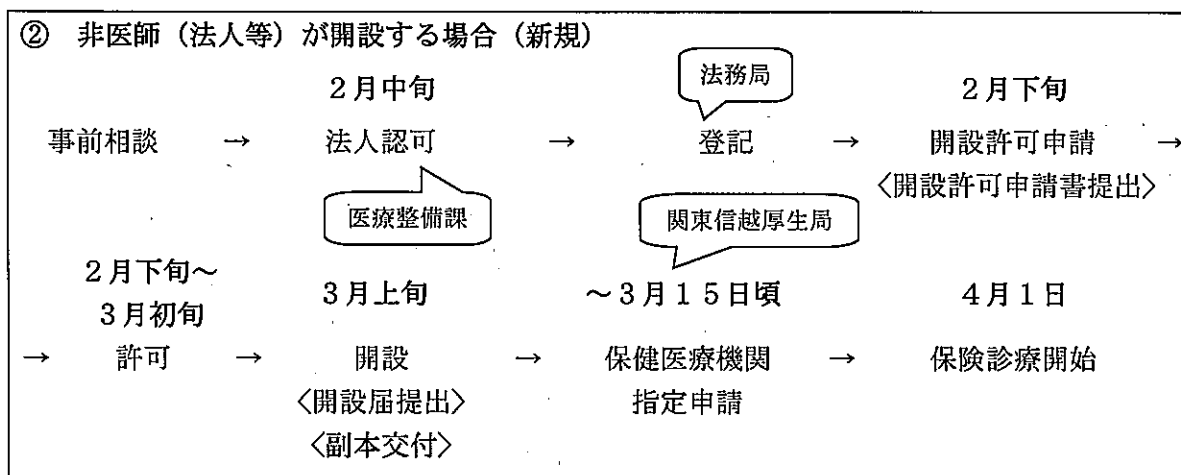 ② 非医師（法人等）が開設する場合（新規）
２月中旬 法務局 ２月下旬
事前相談 → 法人認可 → 登記 → 開設許可申請 →
〈開設許可申請書提出〉
医療整備課 関東信越厚生局
２月下旬～
３月初旬 ３月上旬 ～３月１５日頃 ４月１日
→ 許可 → 開設 → 保健医療機関 → 保険診療開始
〈開設届提出〉 指定申請
〈副本交付〉